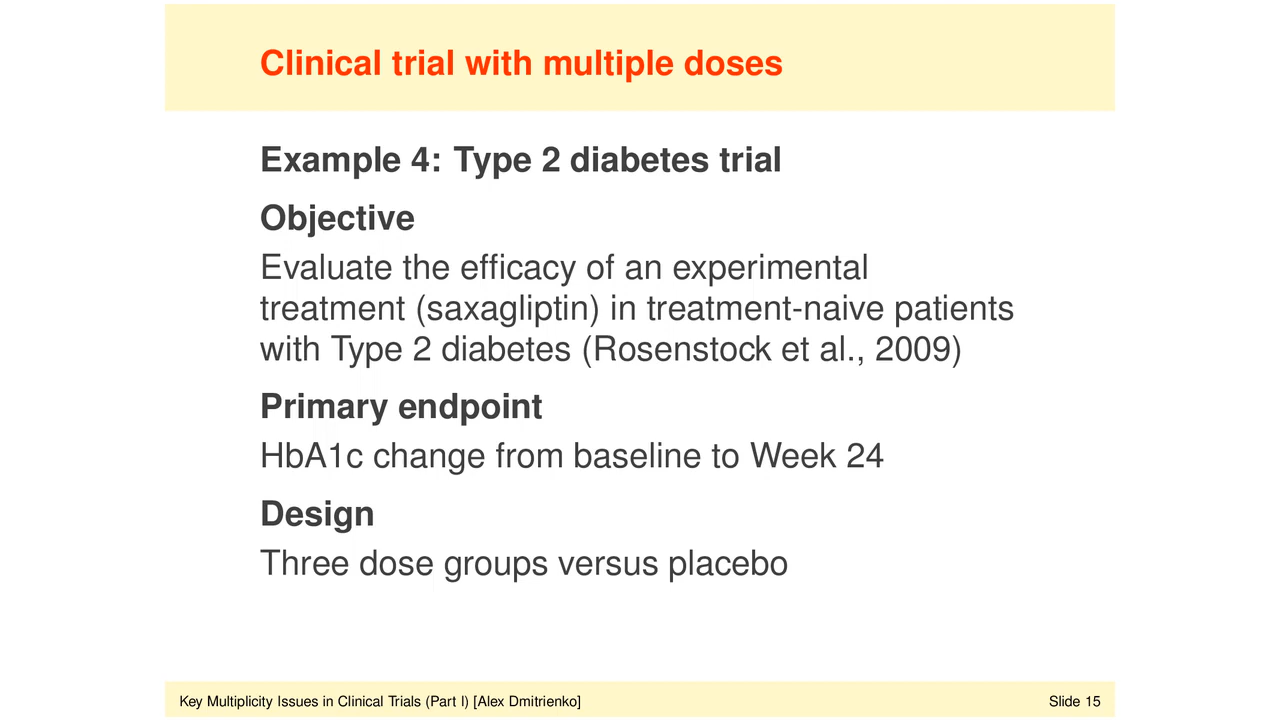 Clinical trial with multiple doses
Example 4: Type 2 diabetes trial
Objective
Evaluate the efficacy of an experimental
treatment (saxagliptin) in treatment-naive patients
with Type 2 diabetes (Rosenstock et al., 2009)
Primary endpoint
HbA1c change from baseline to Week 24
Design
Three dose groups versus placebo
Key Multiplicity Issues in Clinical Trials (Part I) [Alex Dmitrienko]
Slide 15